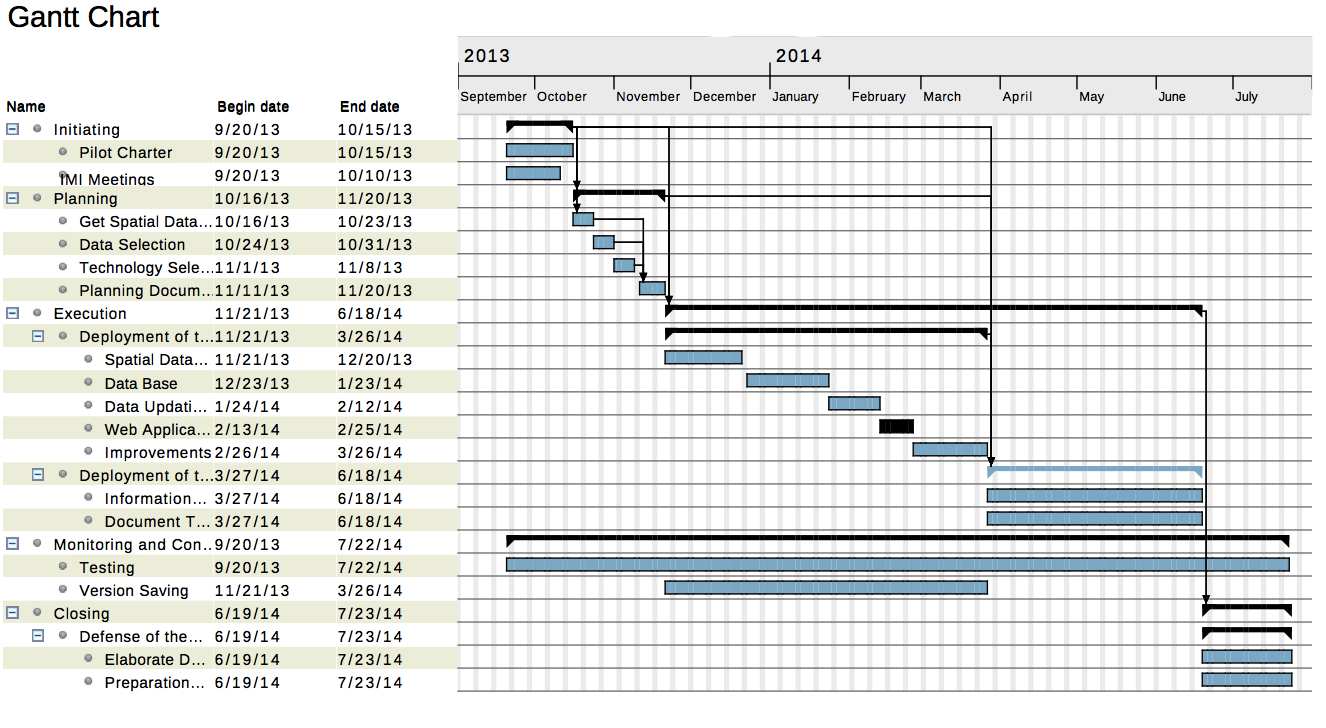 Gantt Chart
2013 2014
Name Begin date End date September October November December January February March April May June July
Initiating 9/20/13 10/15/13
Pilot Charter 9/20/13 10/15/13
IMI Meetings 9/20/13 10/10/13
Planning 10/16/13 11/20/13
Get Spatial Data... 10/16/13 10/23/13
Data Selection 10/24/13 10/31/13
Technology Sele... 11/1/13 11/8/13
Planning Docum... 11/11/13 11/20/13
Execution 11/21/13 6/18/14
Deployment of t... 11/21/13 3/26/14
Spatial Data... 11/21/13 12/20/13
Data Base 12/23/13 1/23/14
Data Updati... 1/24/14 2/12/14
Web Applica... 2/13/14 2/25/14
Improvements 2/26/14 3/26/14
Deployment of t... 3/27/14 6/18/14
Information... 3/27/14 6/18/14
Document T... 3/27/14 6/18/14
Monitoring and Con.. 9/20/13 7/22/14
Testing 9/20/13 7/22/14
Version Saving 11/21/13 3/26/14
Closing 6/19/14 7/23/14
Defense of the... 6/19/14 7/23/14
Elaborate D... 6/19/14 7/23/14
Preparation... 6/19/14 7/23/14